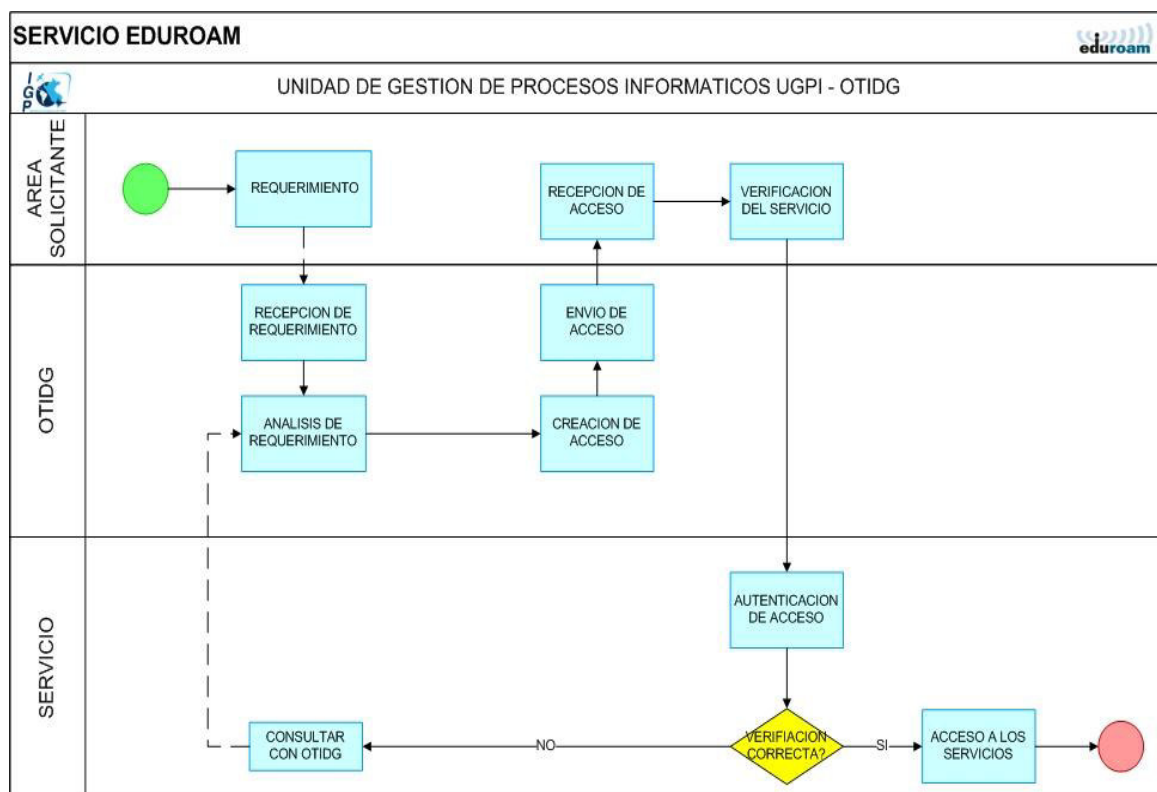 SERVICIO EDUROAM
eduroam
IGP
UNIDAD DE GESTION DE PROCESOS INFORMATICOS UGPI - OTIDG
AREA
SOLICITANTE
REQUERIMIENTO
RECEPCION DE
ACCESO
VERIFICACION
DEL SERVICIO
OTIDG
RECEPCION DE
REQUERIMIENTO
ENVIO DE
ACCESO
ANALISIS DE
REQUERIMIENTO
CREACION DE
ACCESO
SERVICIO
AUTENTICACION
DE ACCESO
CONSULTAR
CON OTIDG
NO
VERIFIACION
CORRECTA?
SI
ACCESO A LOS
SERVICIOS